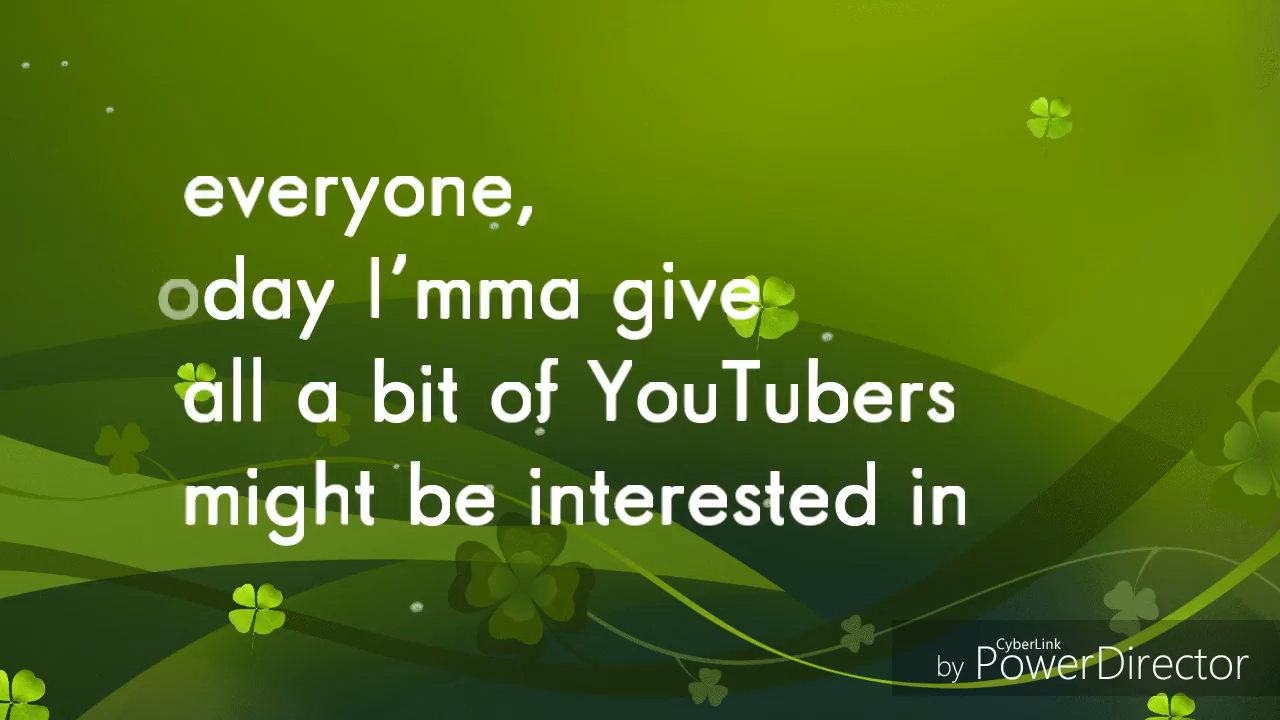 everyone,
oday I'mma give
all a bit of YouTubers
might be interested in
CyberLink
by PowerDirector